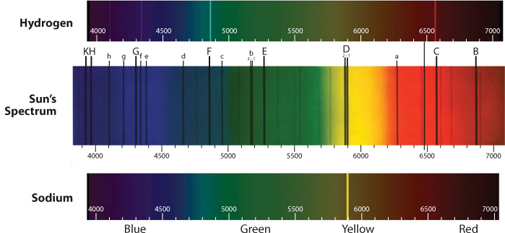 Hydrogen
4000 4500 5000 5500 6000 6500 7000
KH h g G f e d F c b E D a C B
Sun's
Spectrum
4000 4500 5000 5500 6000 6500 7000
Sodium
4000 4500 5000 5500 6000 6500 7000
Blue Green Yellow Red